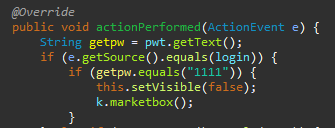 @Override
public void actionPerformed(ActionEvent e) {
String getpw = pwt.getText();
if (e.getSource().equals(login)) {
if (getpw.equals("1111")) {
this.setVisible(false);
k.marketbox();
}